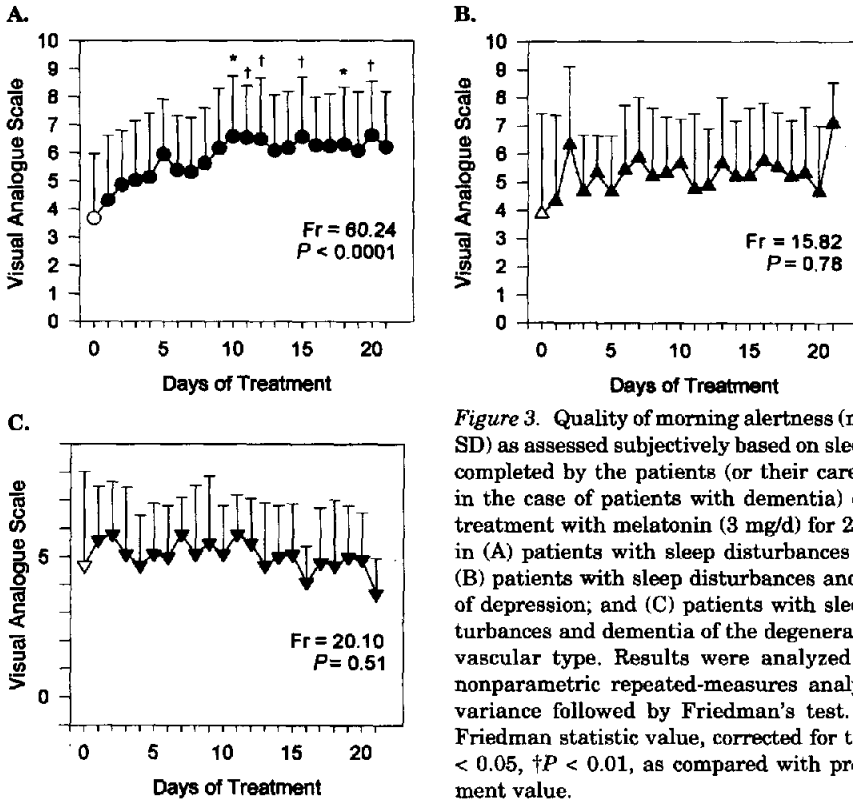 A.
10
9
8
7
6
5
4
3
2
1
0
Visual Analogue Scale
* † † † * †
Fr = 60.24
P < 0.0001
0 5 10 15 20
Days of Treatment
B.
10
9
8
7
6
5
4
3
2
1
0
Visual Analogue Scale
Fr = 15.82
P = 0.78
0 5 10 15 20
Days of Treatment
C.
5
0
Visual Analogue Scale
Fr = 20.10
P = 0.51
0 5 10 15 20
Days of Treatment
Figure 3. Quality of morning alertness
SD) as assessed subjectively based on slee
completed by the patients (or their care
in the case of patients with dementia)
treatment with melatonin (3 mg/d) for 2
in (A) patients with sleep disturbances
(B) patients with sleep disturbances and
of depression; and (C) patients with slee
turbances and dementia of the degenera
vascular type. Results were analyzed
nonparametric repeated-measures analy
variance followed by Friedman's test.
Friedman statistic value, corrected for t
< 0.05, †P < 0.01, as compared with pre
ment value.